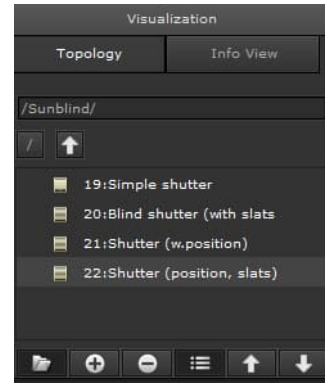 Visualization
Topology
Info View
/Sunblind/
/
19:Simple shutter
20:Blind shutter (with slats
21:Shutter (w.position)
22:Shutter (position, slats)